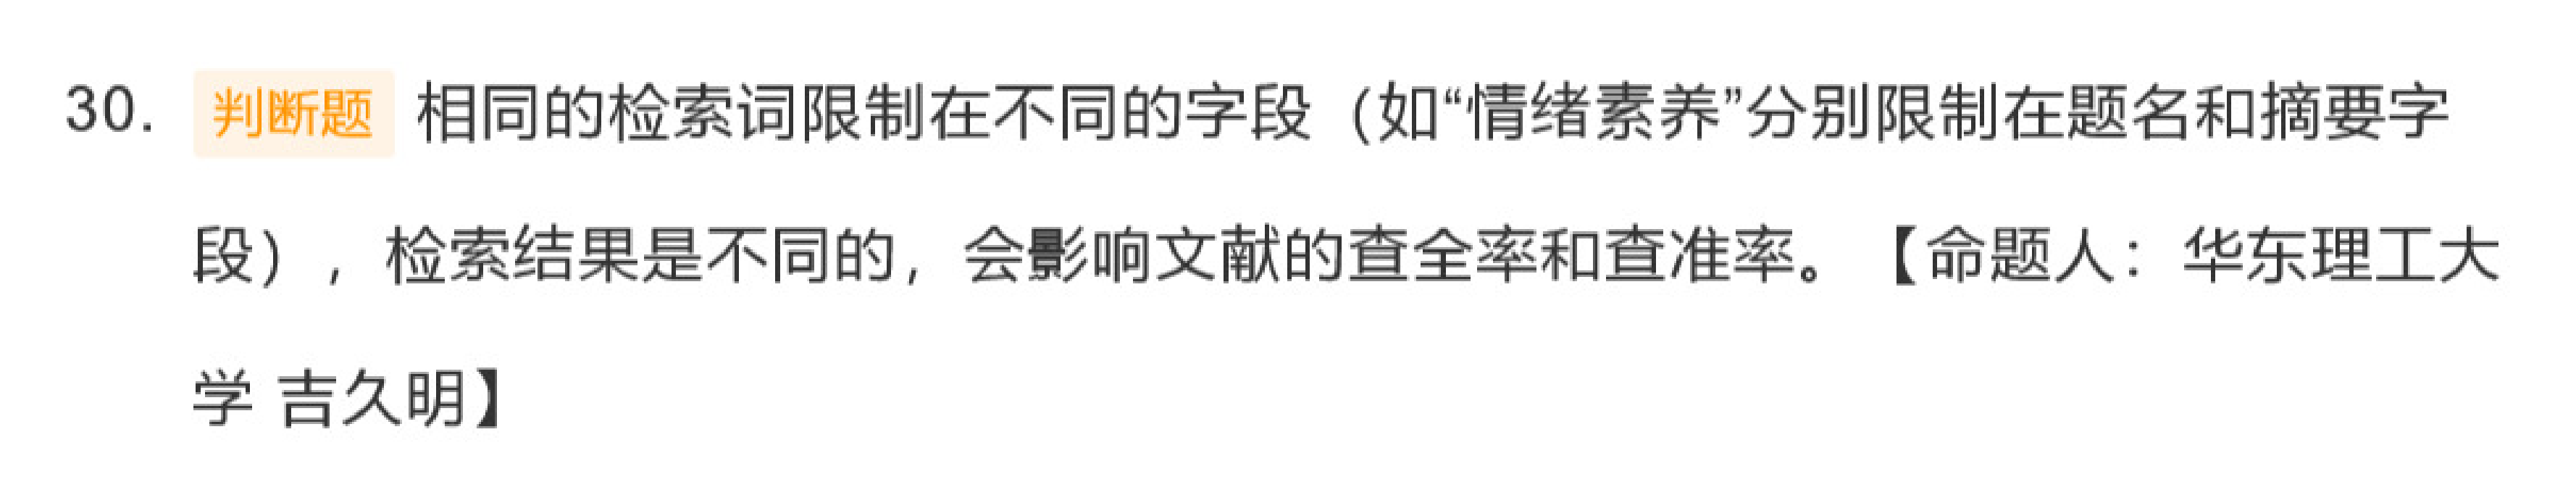 30. 判断题 相同的检索词限制在不同的字段（如“情绪素养”分别限制在题名和摘要字
段），检索结果是不同的，会影响文献的查全率和查准率。【命题人：华东理工大
学 吉久明】